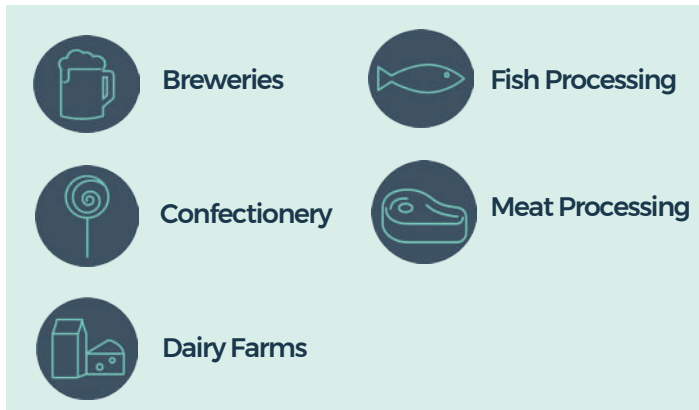 Breweries
Confectionery
Dairy Farms
Fish Processing
Meat Processing